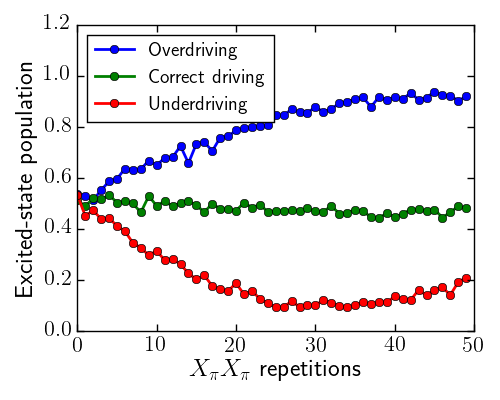 1.2
1.0
0.8
0.6
0.4
0.2
0.0
Excited-state population
Overdriving
Correct driving
Underdriving
0 10 20 30 40 50
XπXπ repetitions